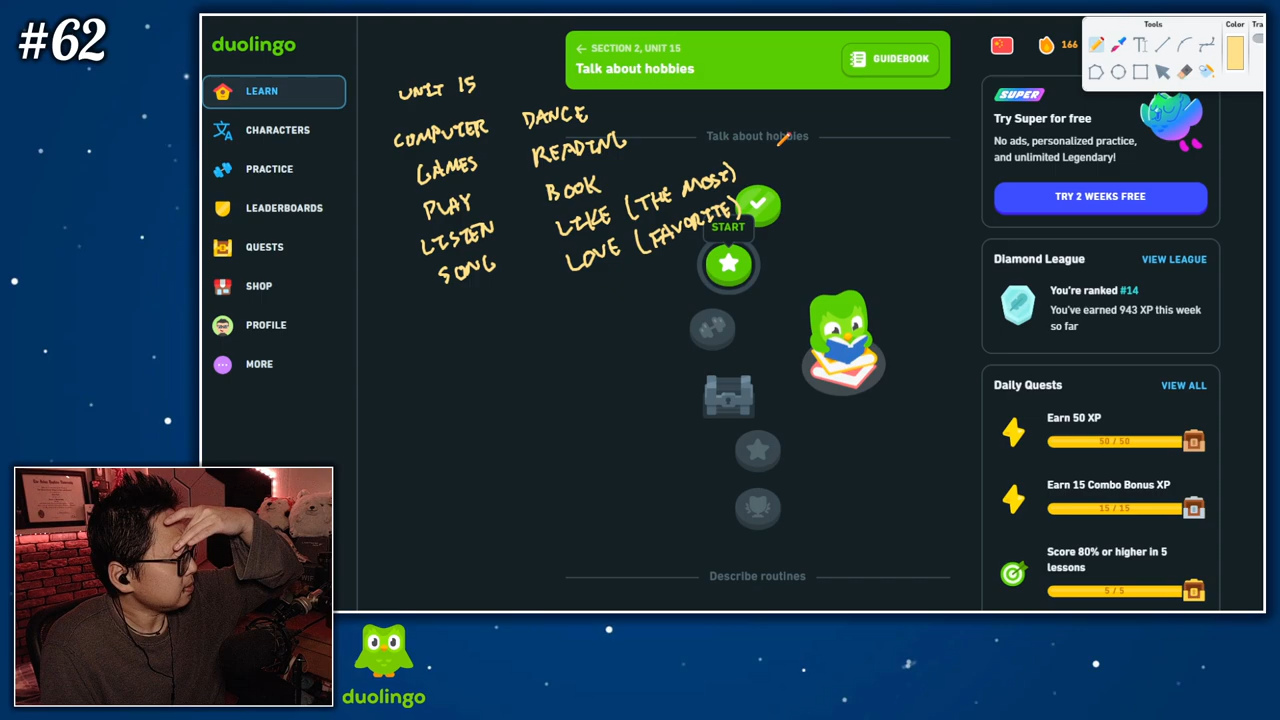 #62
duolingo
LEARN
CHARACTERS
PRACTICE
LEADERBOARDS
QUESTS
SHOP
PROFILE
MORE
SECTION 2, UNIT 15
Talk about hobbies
GUIDEBOOK
UNIT 15
COMPUTER
GAMES
PLAY
LISTEN
SONG
DANCE
READING
BOOK
LIKE (THE MOST)
LOVE (FAVORITE)
Talk about hobbies
START
Describe routines
166
Tools
Color
Tra
SUPER
Try Super for free
No ads, personalized practice,
and unlimited Legendary!
TRY 2 WEEKS FREE
Diamond League
VIEW LEAGUE
You're ranked #14
You've earned 943 XP this week
so far
Daily Quests
VIEW ALL
Earn 50 XP
50 / 50
Earn 15 Combo Bonus XP
15 / 15
Score 80% or higher in 5
lessons
5 / 5
duolingo